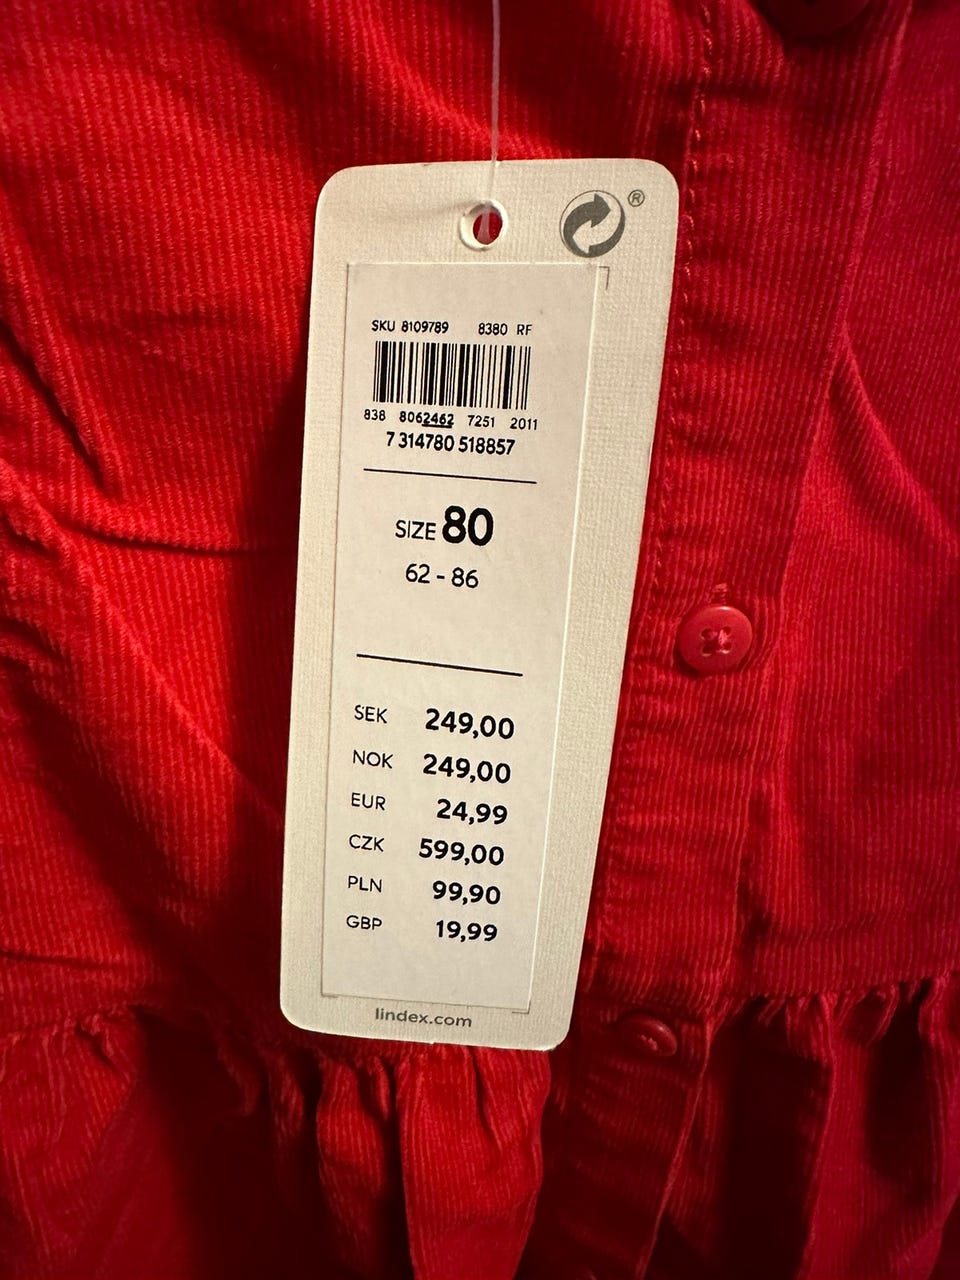 ®
SKU 8109789 8380 RF
838 8062462 7251 2011
7 314780 518857
SIZE 80
62 - 86
SEK 249,00
NOK 249,00
EUR 24,99
CZK 599,00
PLN 99,90
GBP 19,99
lindex.com